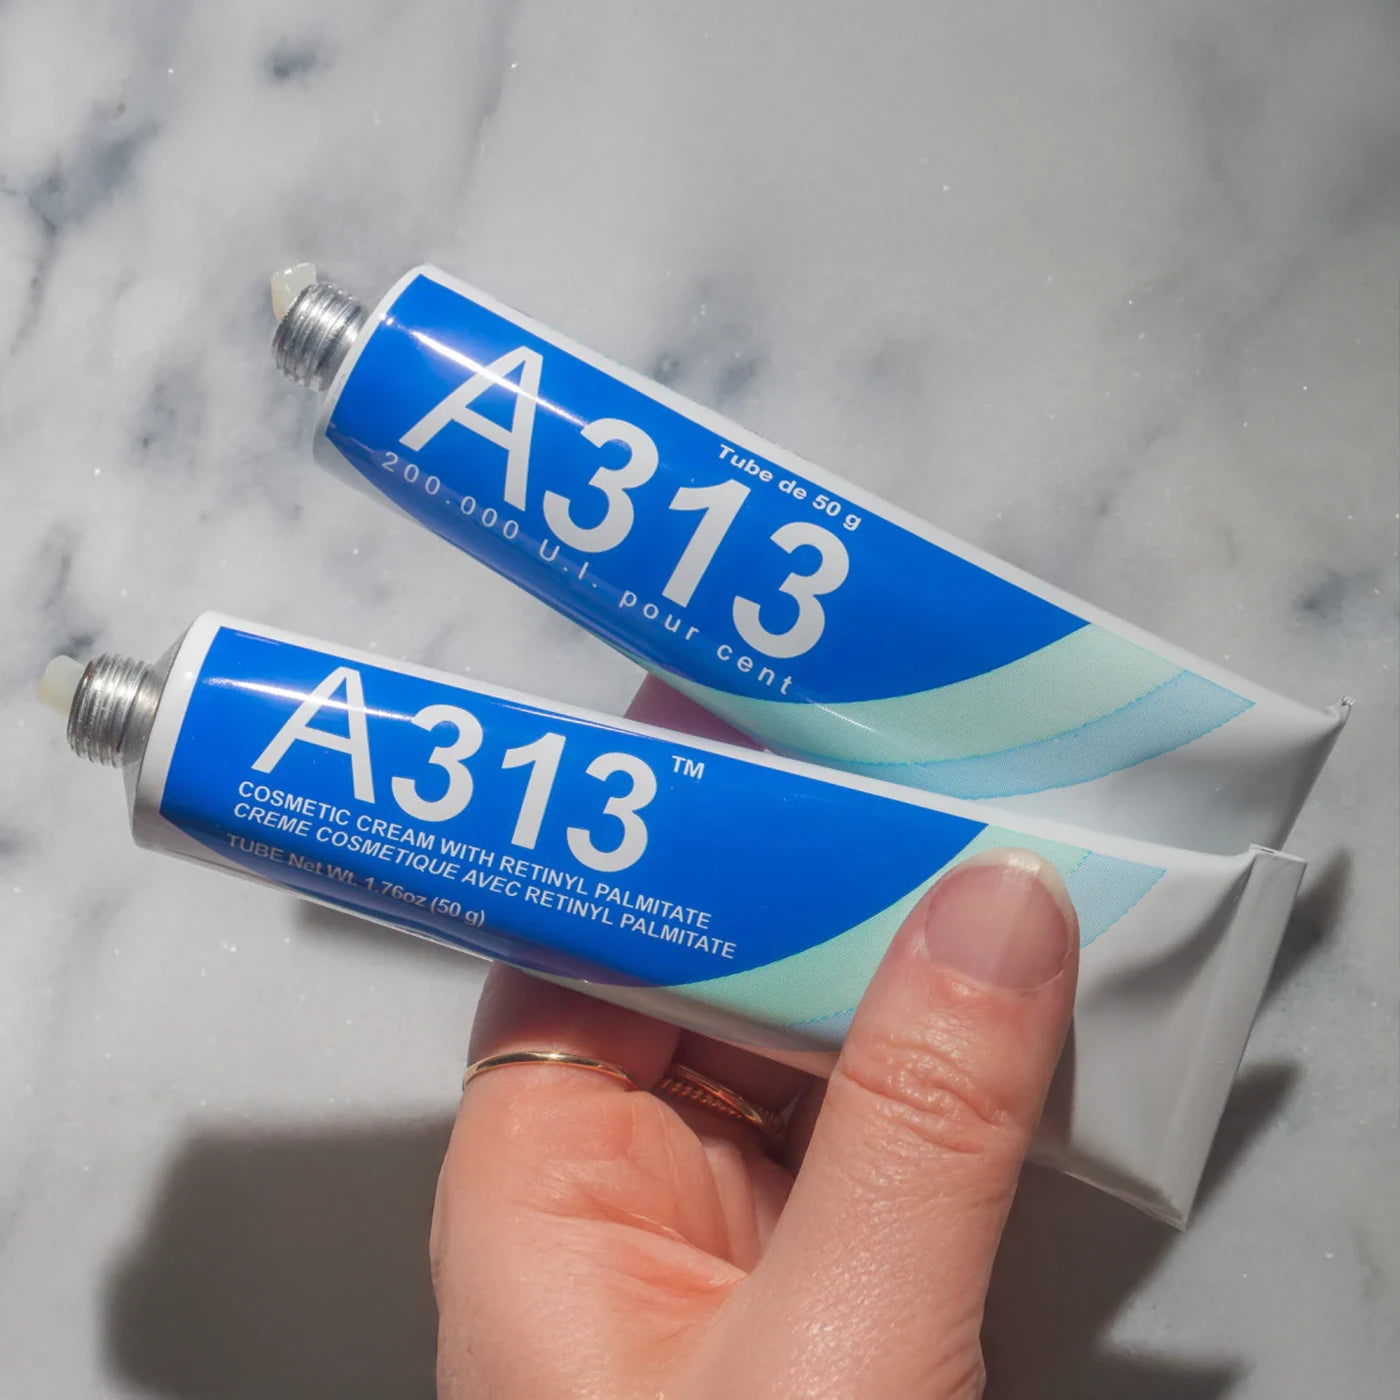 A313
Tube de 50 g
200.000 U.I. pour cent
A313™
COSMETIC CREAM WITH RETINYL PALMITATE
CREME COSMETIQUE AVEC RETINYL PALMITATE
TUBE Net Wt. 1.76oz (50 g)